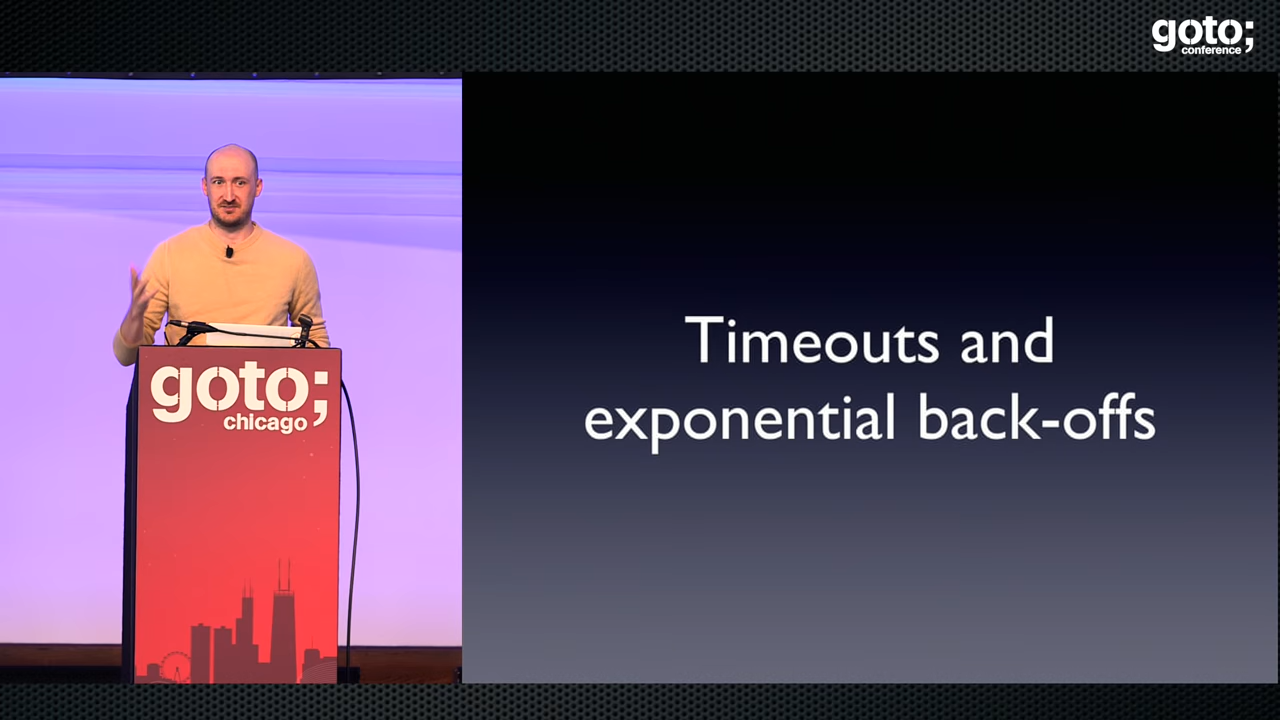 goto;
conference
Timeouts and
exponential back-offs
goto;
chicago